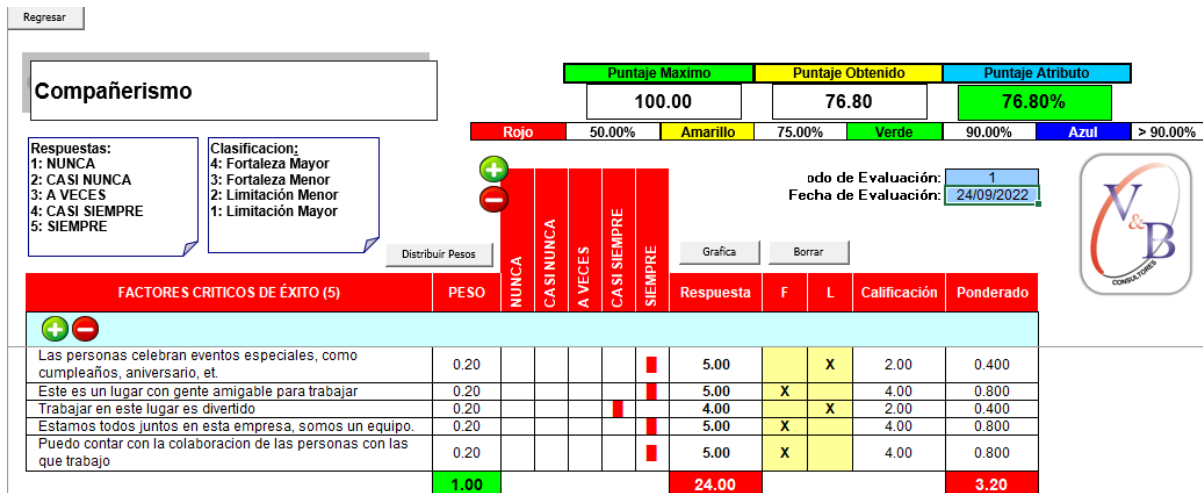 Regresar
Compañerismo
Puntaje Maximo Puntaje Obtenido Puntaje Atributo
100.00 76.80 76.80%
Rojo 50.00% Amarillo 75.00% Verde 90.00% Azul > 90.00%
Respuestas:
1: NUNCA
2: CASI NUNCA
3: A VECES
4: CASI SIEMPRE
5: SIEMPRE
Clasificacion:
4: Fortaleza Mayor
3: Fortaleza Menor
2: Limitación Menor
1: Limitación Mayor
odo de Evaluación: 1
Fecha de Evaluación: 24/09/2022
V&B
CONSULTORES
Distribuir Pesos
Grafica
Borrar
FACTORES CRITICOS DE ÉXITO (5) PESO NUNCA CASI NUNCA A VECES CASI SIEMPRE SIEMPRE Respuesta F L Calificación Ponderado
Las personas celebran eventos especiales, como
cumpleaños, aniversario, et. 0.20 5.00 X 2.00 0.400
Este es un lugar con gente amigable para trabajar 0.20 5.00 X 4.00 0.800
Trabajar en este lugar es divertido 0.20 4.00 X 2.00 0.400
Estamos todos juntos en esta empresa, somos un equipo. 0.20 5.00 X 4.00 0.800
Puedo contar con la colaboracion de las personas con las
que trabajo 0.20 5.00 X 4.00 0.800
1.00 24.00 3.20